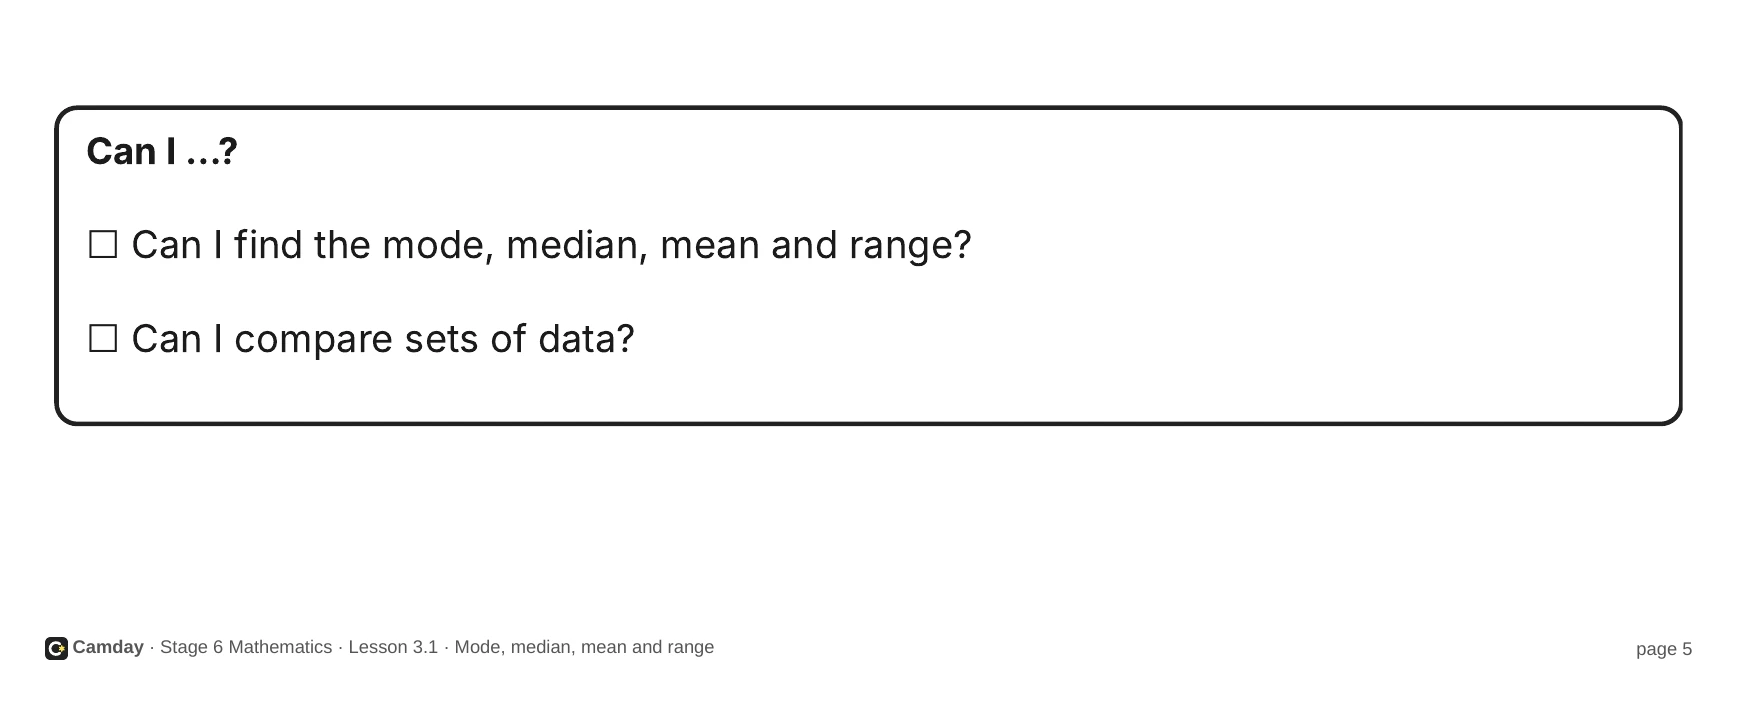 Can I …?
☐ Can I find the mode, median, mean and range?
☐ Can I compare sets of data?
Camday · Stage 6 Mathematics · Lesson 3.1 · Mode, median, mean and range
page 5